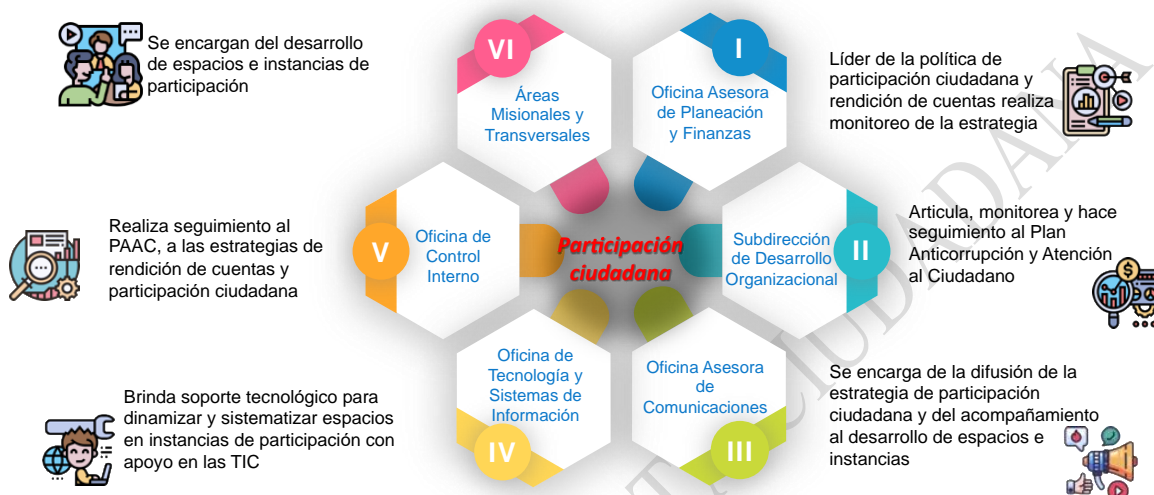 VI
Áreas
Misionales y
Transversales
Se encargan del desarrollo
de espacios e instancias de
participación
I
Oficina Asesora
de Planeación
y Finanzas
Líder de la política de
participación ciudadana y
rendición de cuentas realiza
monitoreo de la estrategia
V
Oficina de
Control
Interno
Realiza seguimiento al
PAAC, a las estrategias de
rendición de cuentas y
participación ciudadana
Participación
ciudadana
II
Subdirección
de Desarrollo
Organizacional
Articula, monitorea y hace
seguimiento al Plan
Anticorrupción y Atención
al Ciudadano
IV
Oficina de
Tecnología y
Sistemas de
Información
Brinda soporte tecnológico para
dinamizar y sistematizar espacios
en instancias de participación con
apoyo en las TIC
III
Oficina Asesora
de
Comunicaciones
Se encarga de la difusión de la
estrategia de participación
ciudadana y del acompañamiento
al desarrollo de espacios e
instancias
CIUDADANA